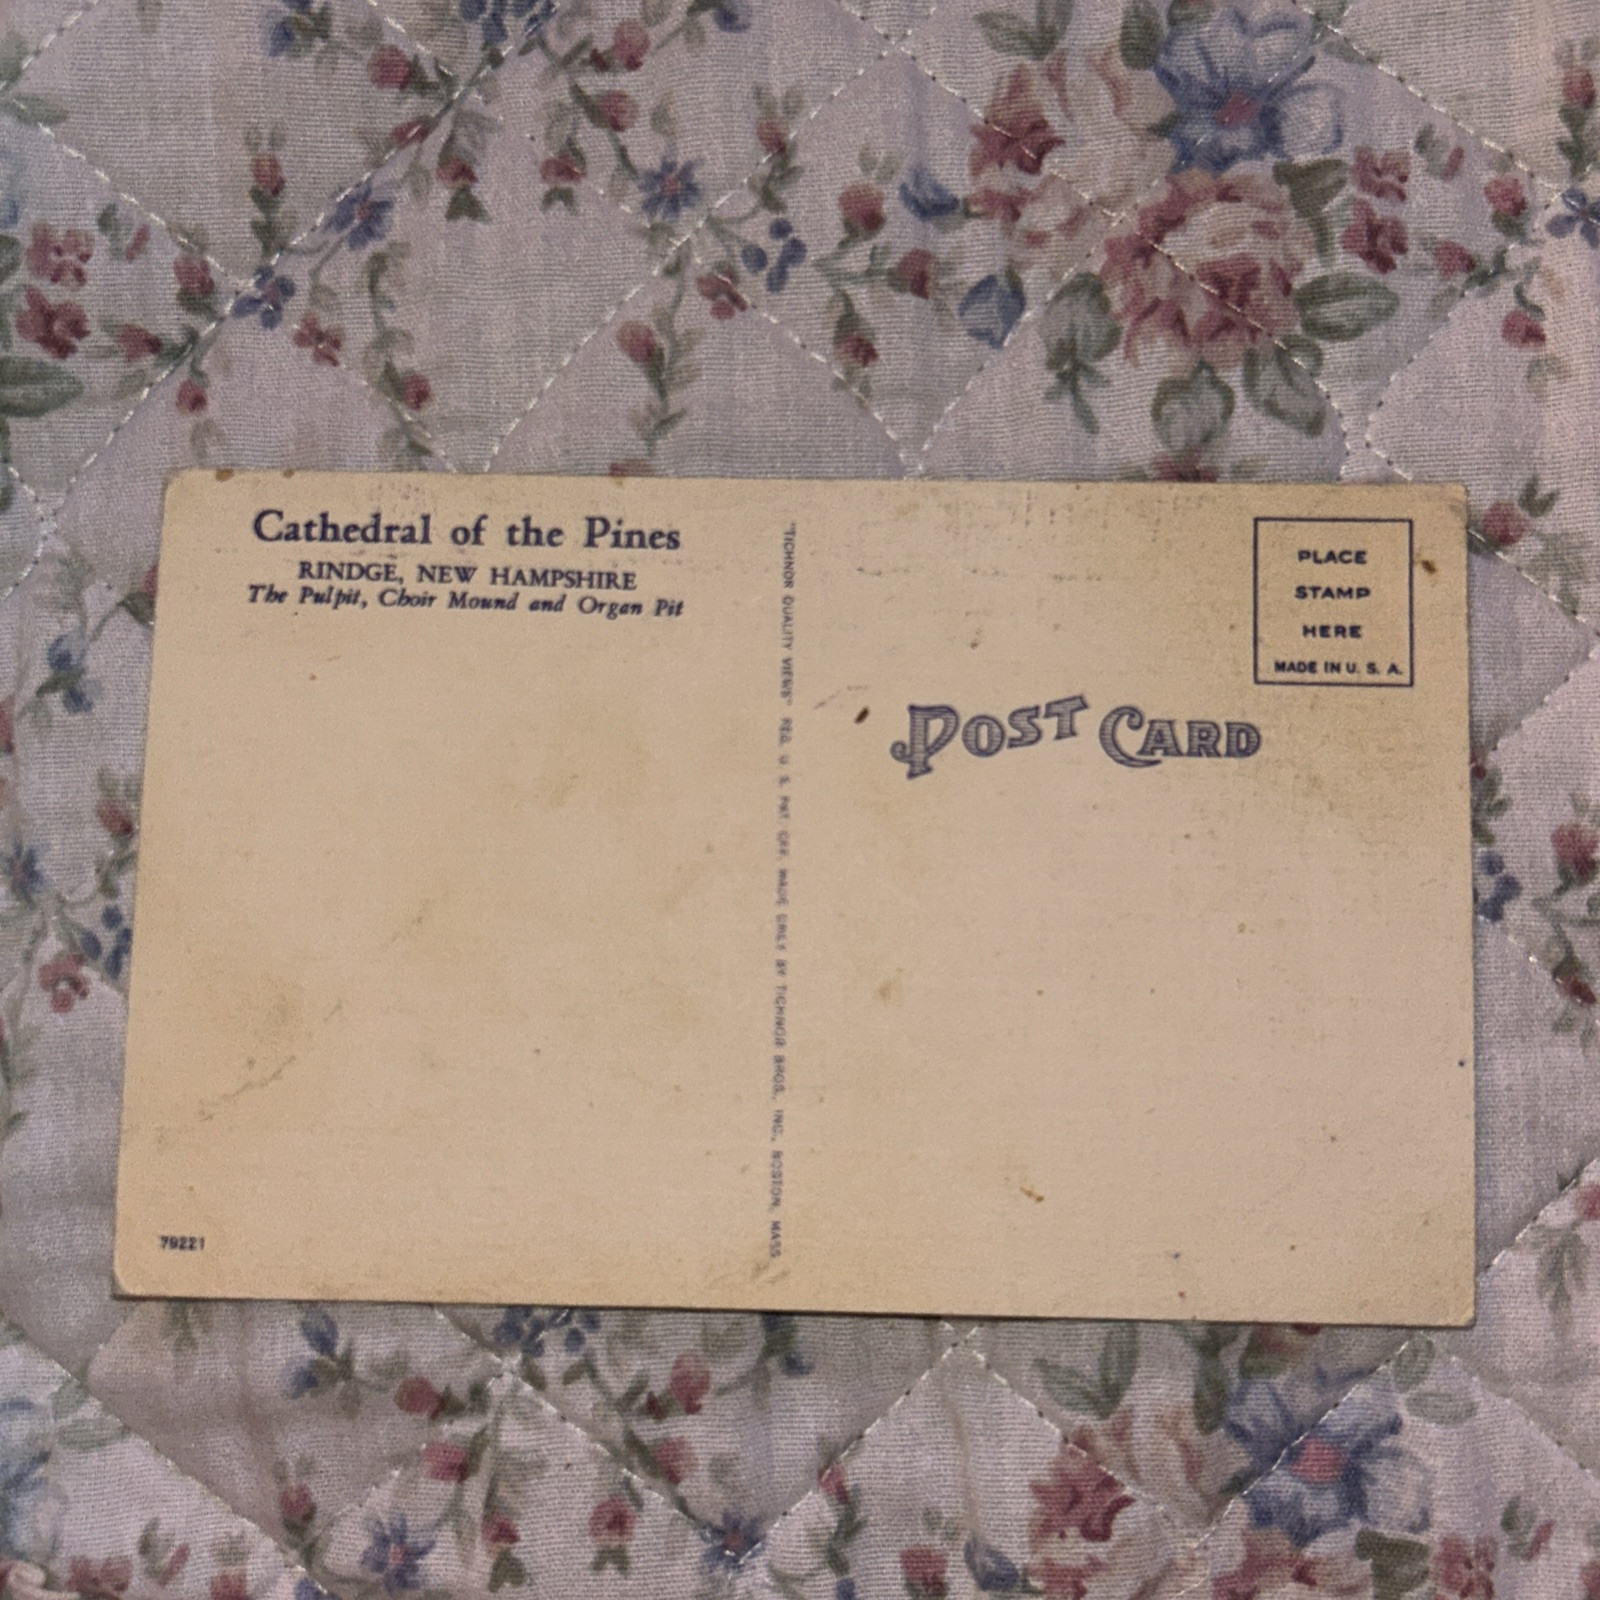 Cathedral of the Pines
RINDGE, NEW HAMPSHIRE
The Pulpit, Choir Mound and Organ Pit
79221
"TICHNOR QUALITY VIEWS" REG. U. S. PAT. OFF. MADE ONLY BY TICHNOR BROS., INC., BOSTON, MASS.
POST CARD
PLACE
STAMP
HERE
MADE IN U. S. A.